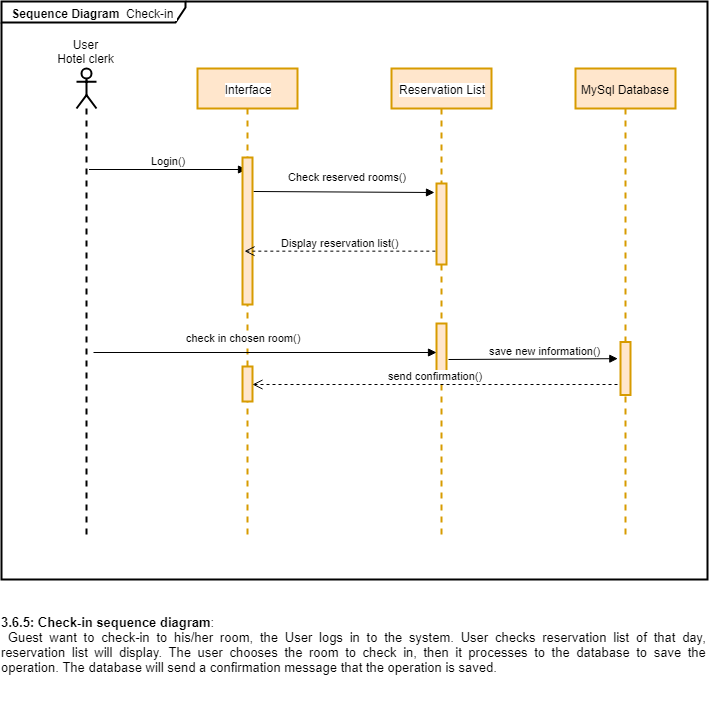 Sequence Diagram Check-in
User
Hotel clerk
Interface
Reservation List
MySql Database
Login()
Check reserved rooms()
Display reservation list()
check in chosen room()
save new information()
send confirmation()
3.6.5: Check-in sequence diagram:
Guest want to check-in to his/her room, the User logs in to the system. User checks reservation list of that day,
reservation list will display. The user chooses the room to check in, then it processes to the database to save the
operation. The database will send a confirmation message that the operation is saved.